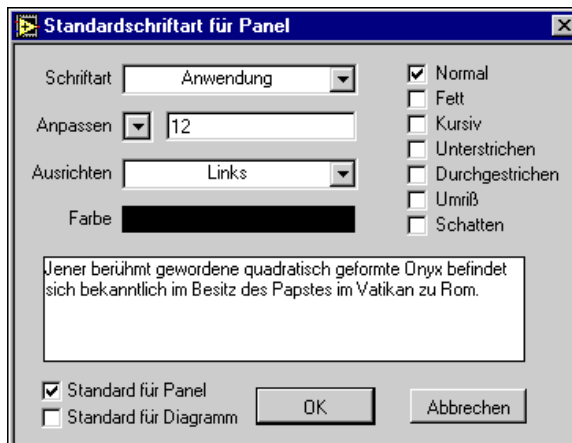 Standardschriftart für Panel
Schriftart Anwendung
Anpassen 12
Ausrichten Links
Farbe
Normal
Fett
Kursiv
Unterstrichen
Durchgestrichen
Umriß
Schatten
Jener berühmt gewordene quadratisch geformte Onyx befindet
sich bekanntlich im Besitz des Papstes im Vatikan zu Rom.
Standard für Panel
Standard für Diagramm
OK
Abbrechen